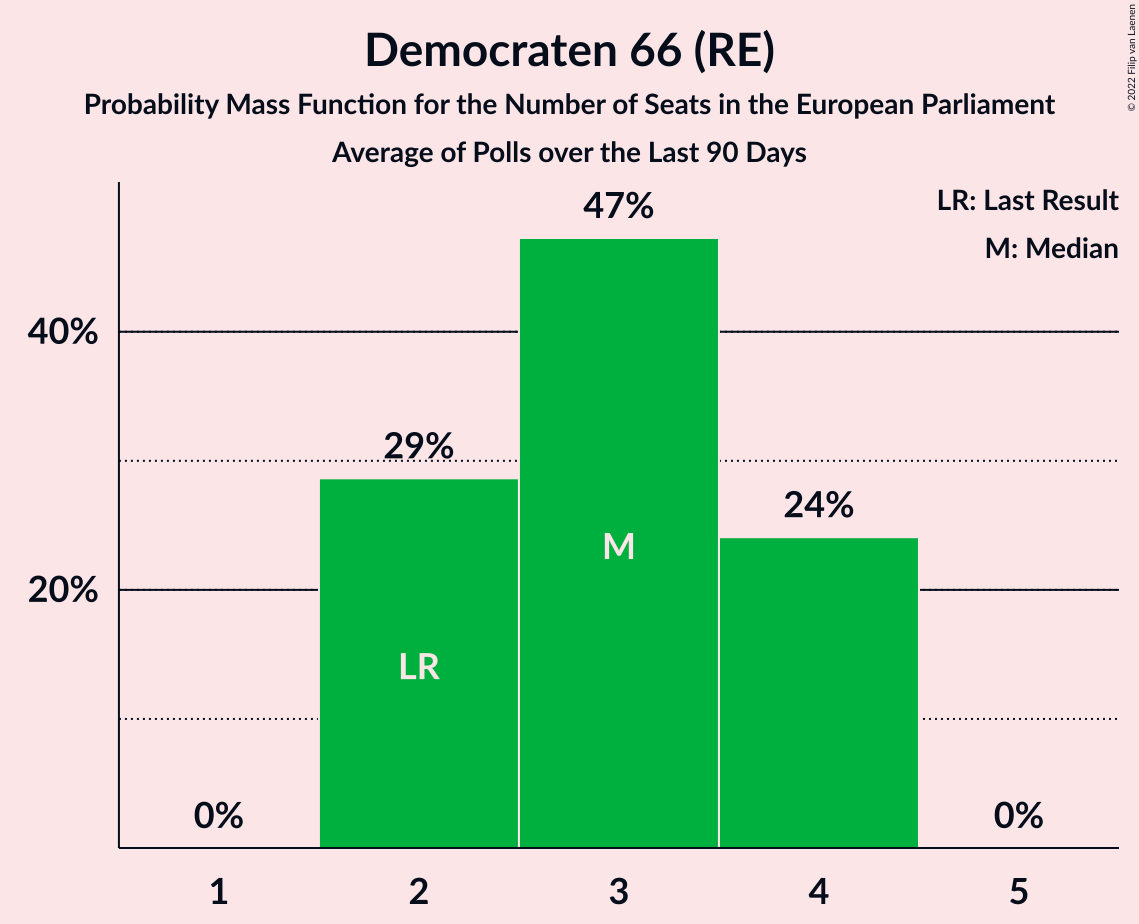 Democraten 66 (RE)
Probability Mass Function for the Number of Seats in the European Parliament
Average of Polls over the Last 90 Days
© 2022 Filip van Laenen
LR: Last Result
M: Median
47%
40%
29%
24%
M
20%
LR
0%
0%
1 2 3 4 5